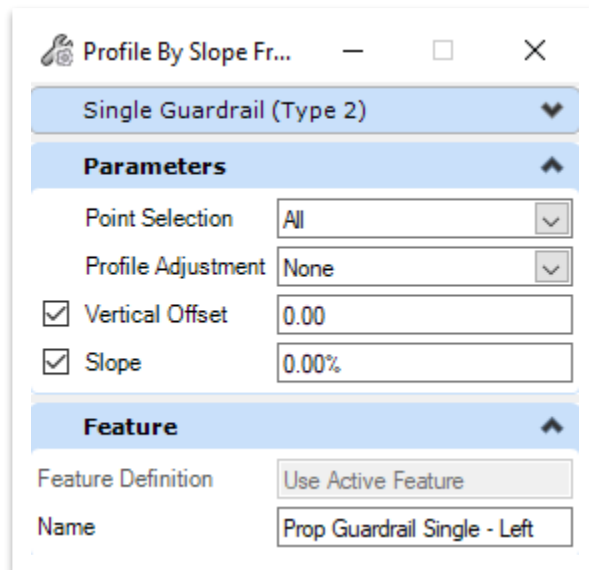 Profile By Slope Fr...
Single Guardrail (Type 2)
Parameters
Point Selection All
Profile Adjustment None
Vertical Offset 0.00
Slope 0.00%
Feature
Feature Definition Use Active Feature
Name Prop Guardrail Single - Left